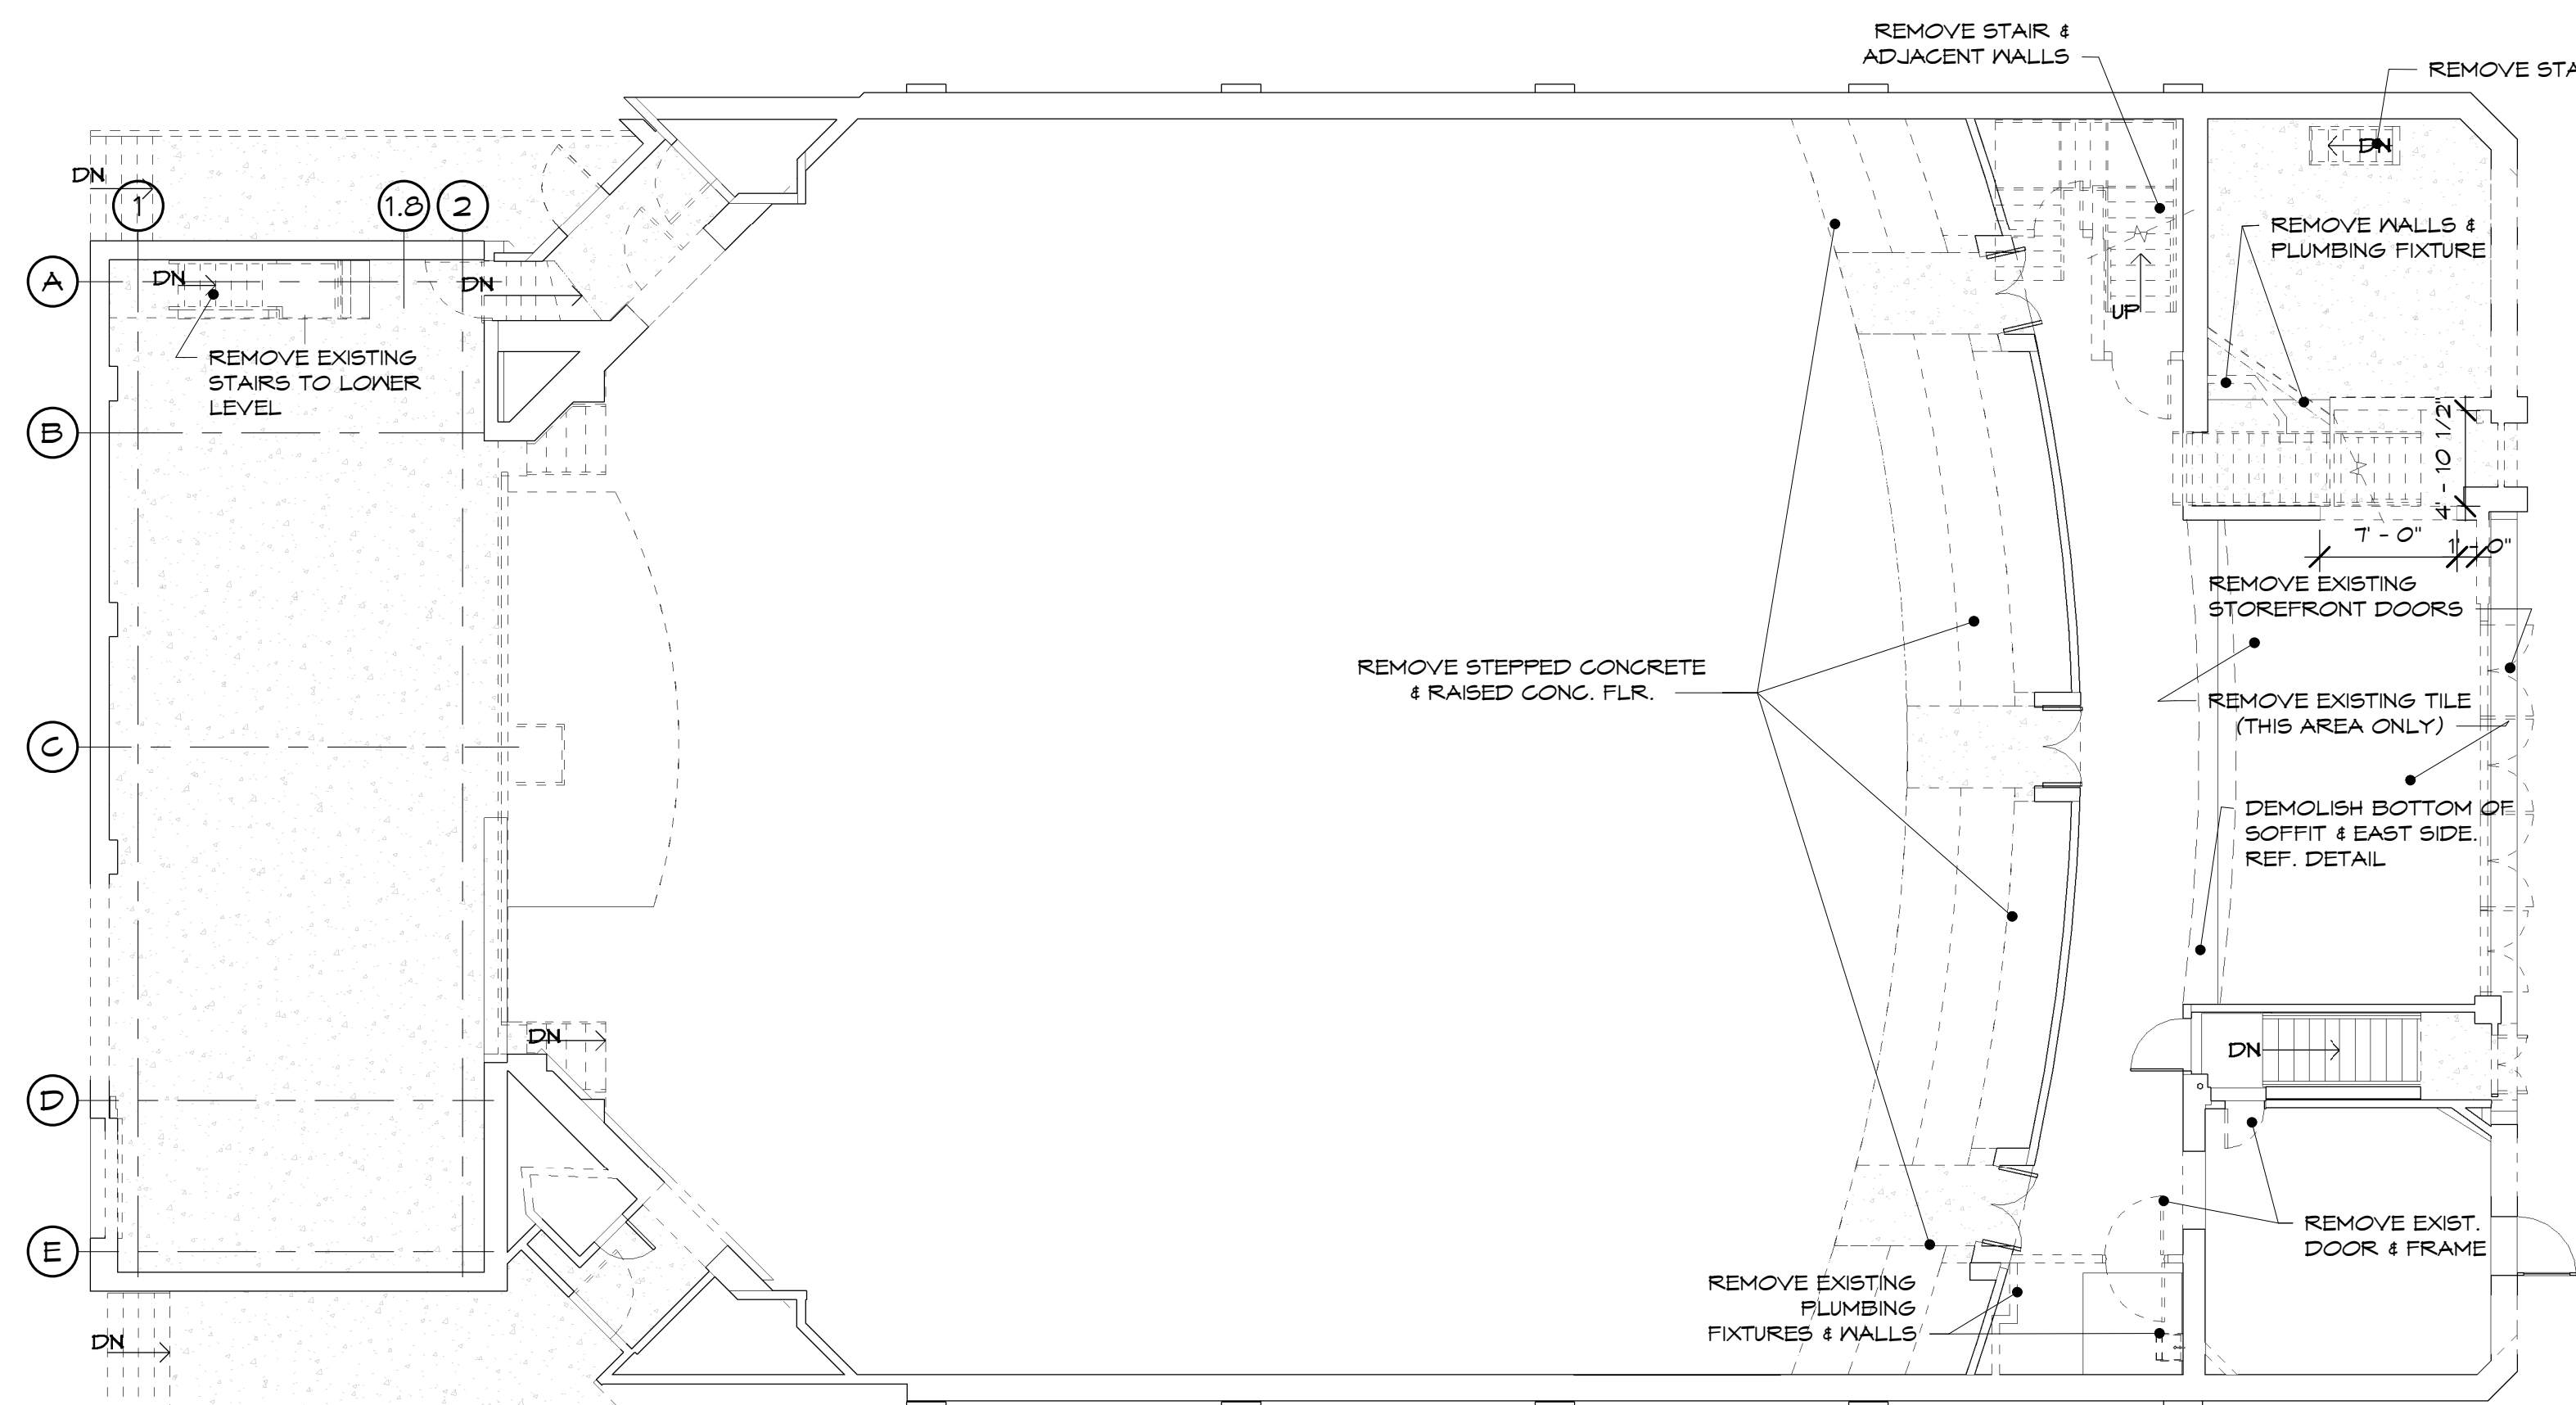 REMOVE STAIR &
ADJACENT WALLS
REMOVE STA
DN
DN
1
1.8
2
A
DN
DN
REMOVE WALLS &
PLUMBING FIXTURE
UP
REMOVE EXISTING
STAIRS TO LOWER
LEVEL
B
4' - 10 1/2"
7' - 0"
1' - 0"
REMOVE EXISTING
STOREFRONT DOORS
REMOVE STEPPED CONCRETE
& RAISED CONC. FLR.
REMOVE EXISTING TILE
(THIS AREA ONLY)
C
DEMOLISH BOTTOM OF
SOFFIT & EAST SIDE.
REF. DETAIL
DN
DN
D
E
REMOVE EXIST.
DOOR & FRAME
REMOVE EXISTING
PLUMBING
FIXTURES & WALLS
DN